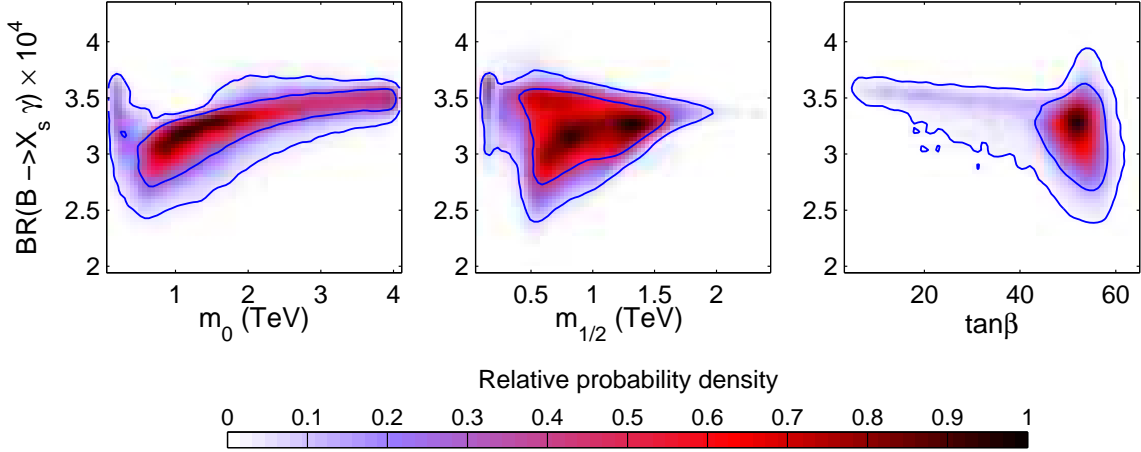 BR(B −>X_s γ) × 10^4
4
3.5
3
2.5
2
1 2 3 4
m_0 (TeV)
4
3.5
3
2.5
2
0.5 1 1.5 2
m_{1/2} (TeV)
4
3.5
3
2.5
2
20 40 60
tanβ
Relative probability density
0 0.1 0.2 0.3 0.4 0.5 0.6 0.7 0.8 0.9 1